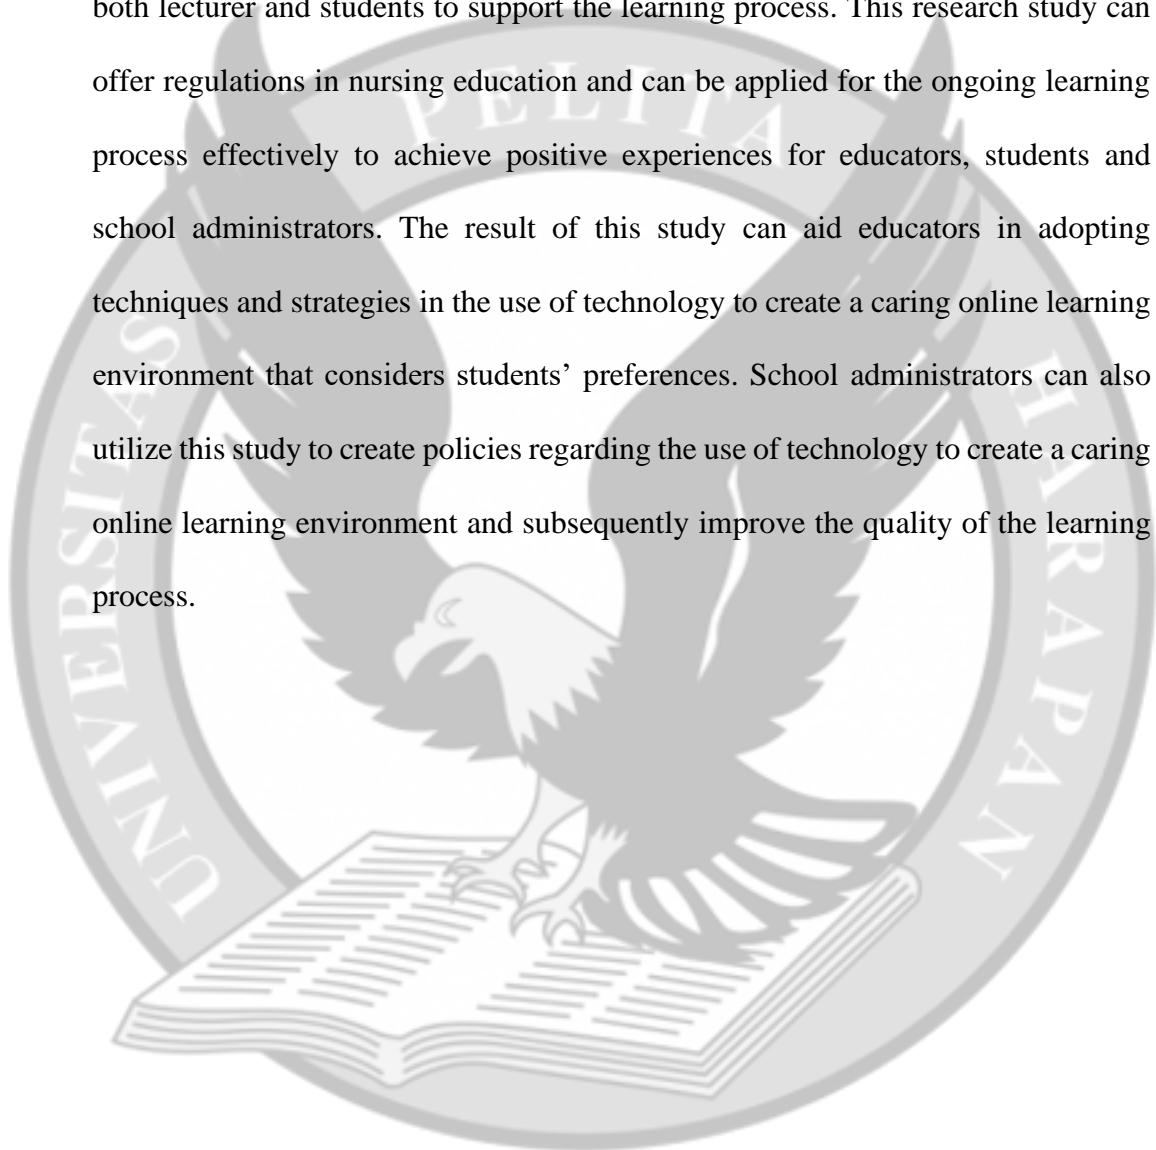 both lecturer and students to support the learning process. This research study can
offer regulations in nursing education and can be applied for the ongoing learning
process effectively to achieve positive experiences for educators, students and
school administrators. The result of this study can aid educators in adopting
techniques and strategies in the use of technology to create a caring online learning
environment that considers students’ preferences. School administrators can also
utilize this study to create policies regarding the use of technology to create a caring
online learning environment and subsequently improve the quality of the learning
process.
UNIVERSITAS
PELITA
HARAPAN